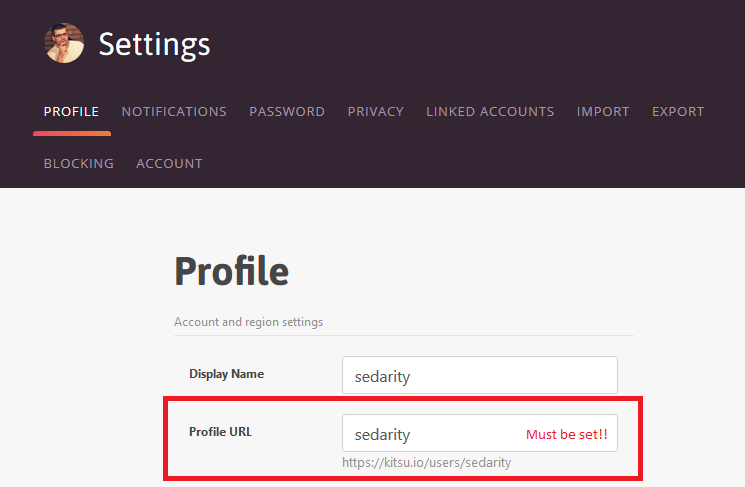 Settings
PROFILE NOTIFICATIONS PASSWORD PRIVACY LINKED ACCOUNTS IMPORT EXPORT
BLOCKING ACCOUNT
Profile
Account and region settings
Display Name sedarity
Profile URL sedarity Must be set!!
https://kitsu.io/users/sedarity